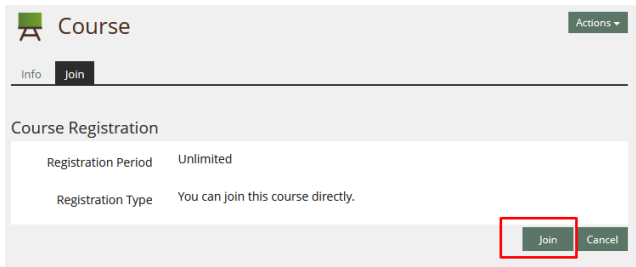 Course
Actions
Info
Join
Course Registration
Registration Period Unlimited
Registration Type You can join this course directly.
Join Cancel